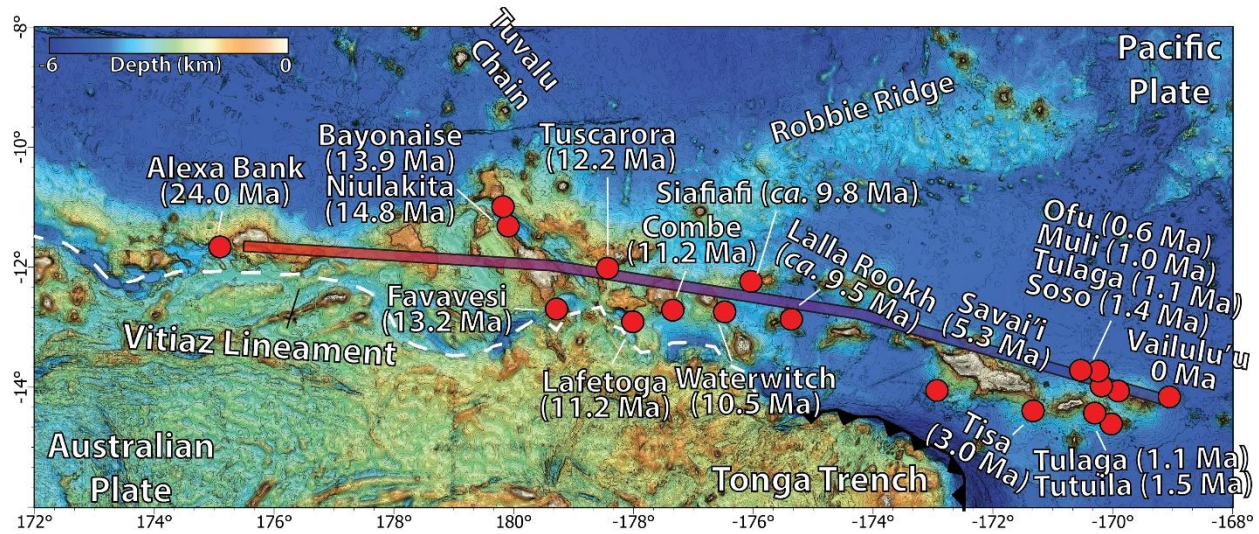 -8°
-10°
-12°
-14°
-6
0
Depth (km)
Tuvalu
Chain
Pacific
Plate
Robbie Ridge
Bayonaise
(13.9 Ma)
Niulakita
(14.8 Ma)
Tuscarora
(12.2 Ma)
Alexa Bank
(24.0 Ma)
Siafiafi (ca. 9.8 Ma)
Combe
(11.2 Ma)
Lalla Rookh
(ca. 9.5 Ma)
Ofu (0.6 Ma)
Muli (1.0 Ma)
Tulaga (1.1 Ma)
Soso (1.4 Ma)
Savai'i
(5.3 Ma)
Vailulu'u
0 Ma
Favavesi
(13.2 Ma)
Vitiaz Lineament
Lafetoga
(11.2 Ma)
Waterwitch
(10.5 Ma)
Tisa
(3.0 Ma)
Tulaga (1.1 Ma)
Tutuila (1.5 Ma)
Australian
Plate
Tonga Trench
172°
174°
176°
178°
180°
-178°
-176°
-174°
-172°
-170°
-168°